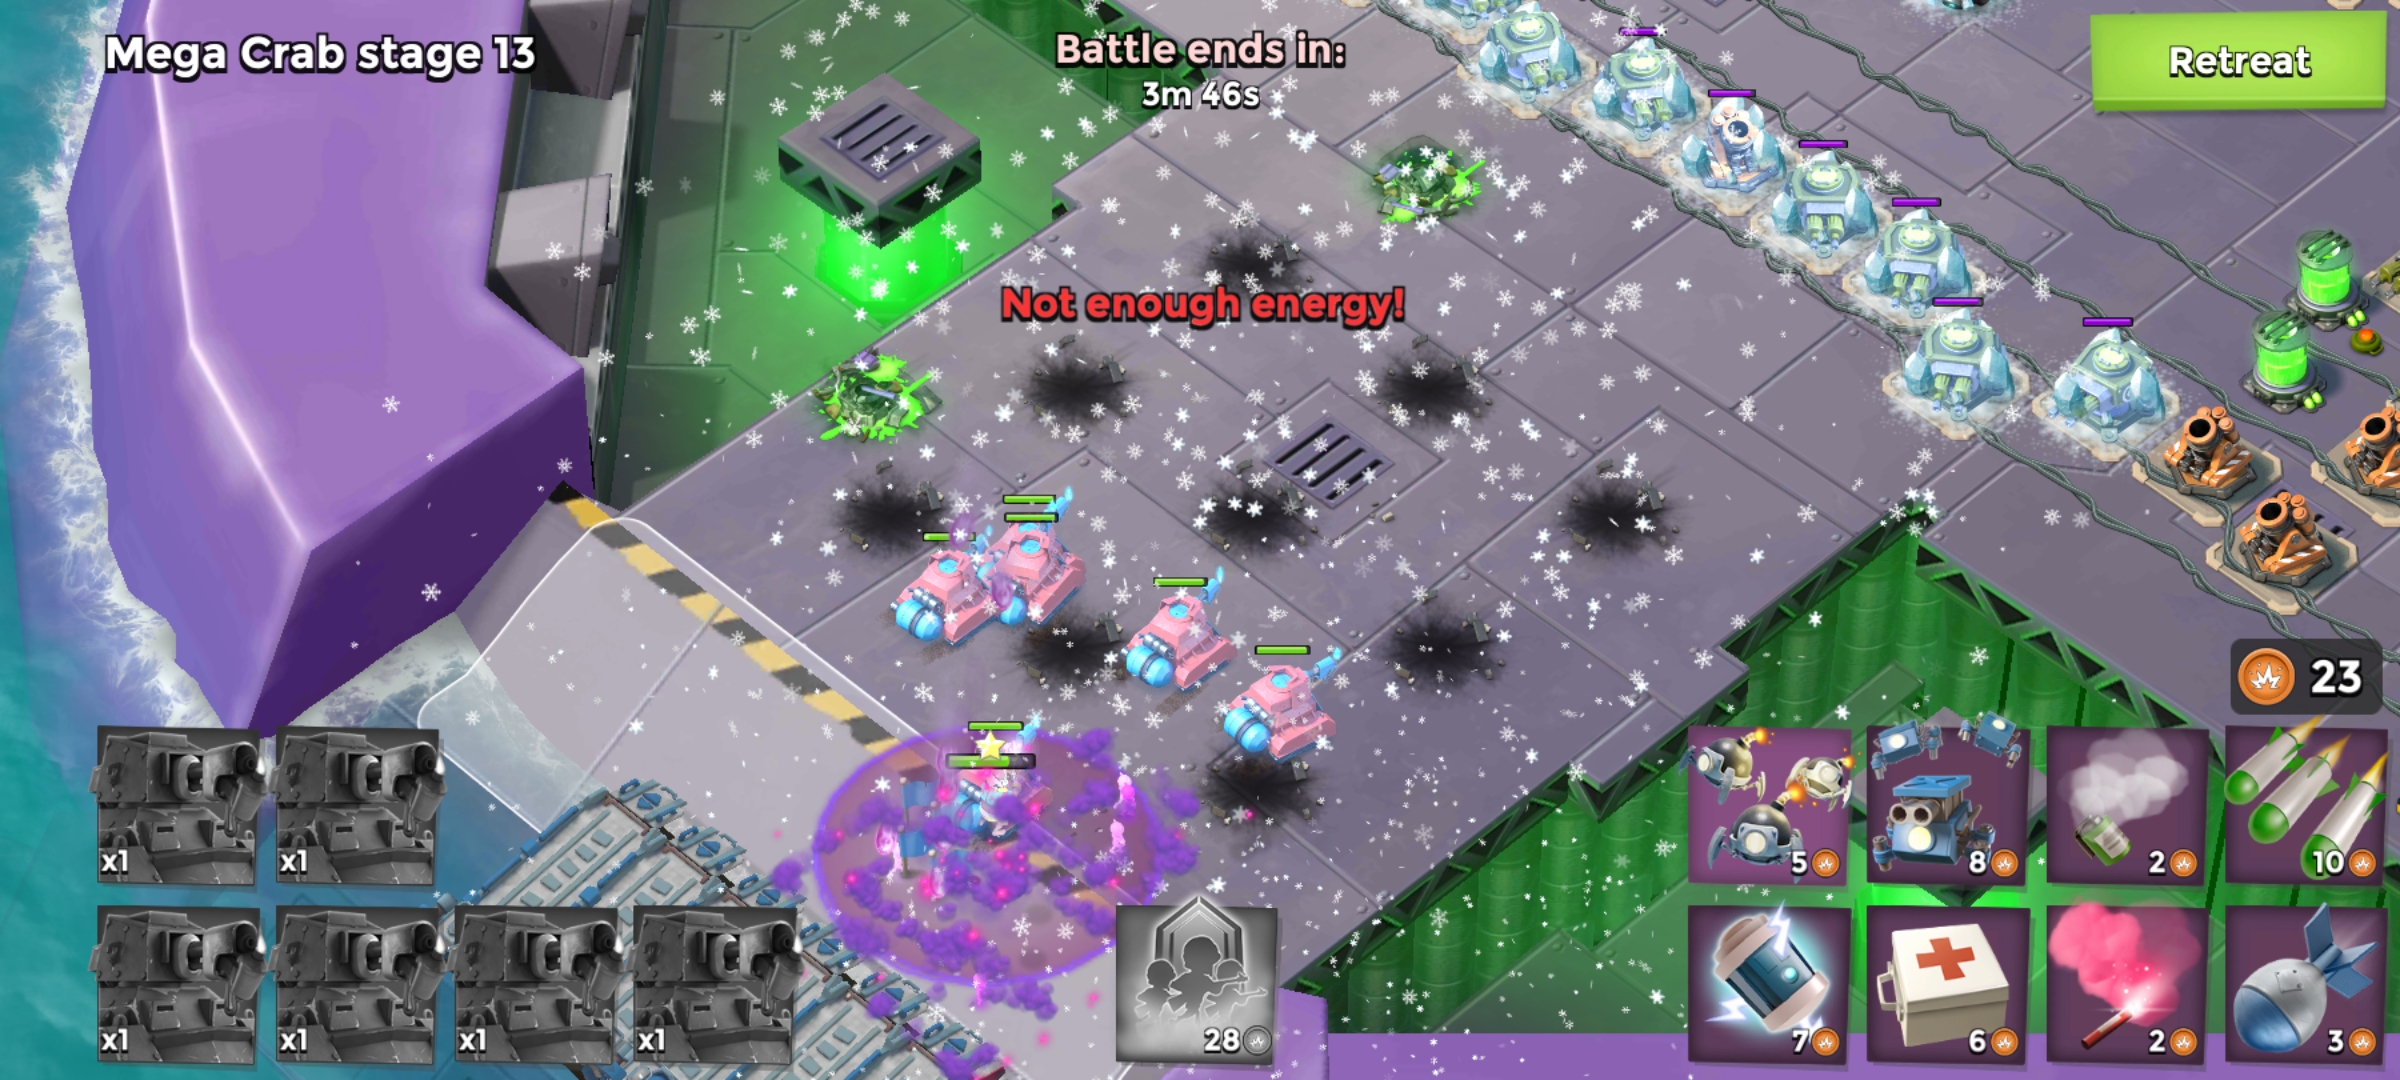 Mega Crab stage 13
Battle ends in:
3m 46s
Retreat
Not enough energy!
23
x1
x1
5
8
2
10
x1
x1
x1
x1
28
7
6
2
3